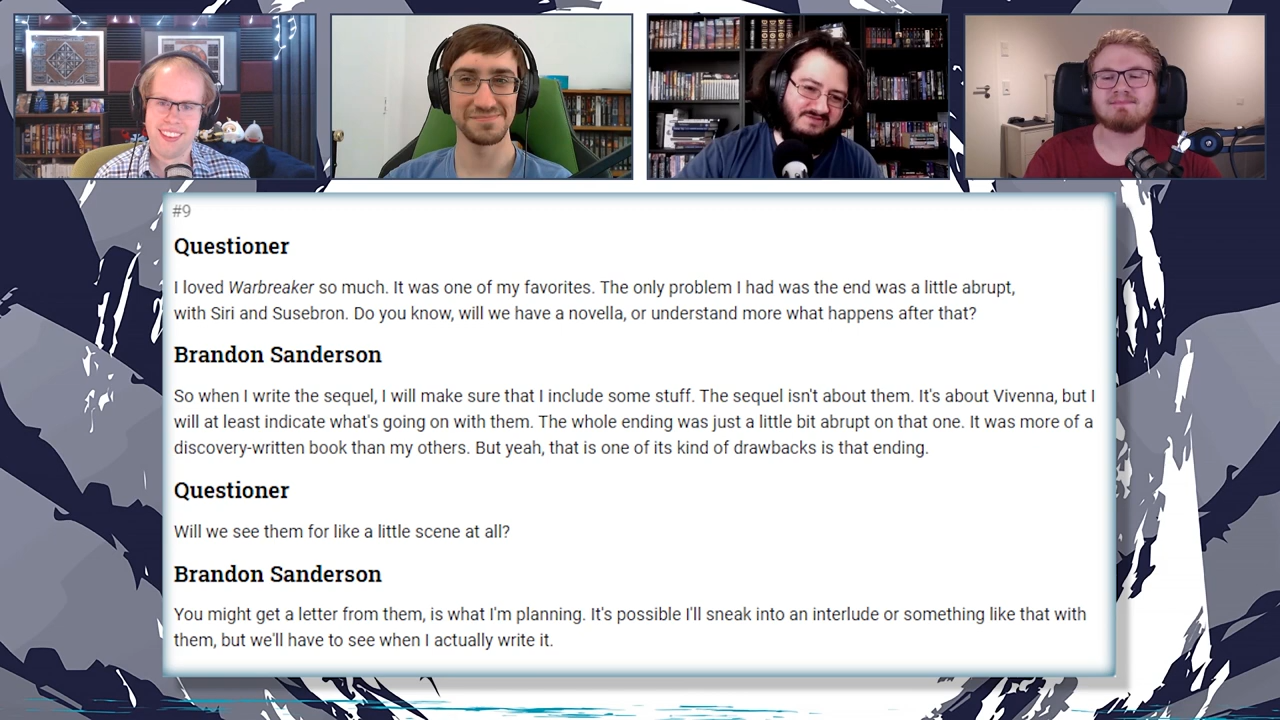 #9
Questioner
I loved Warbreaker so much. It was one of my favorites. The only problem I had was the end was a little abrupt,
with Siri and Susebron. Do you know, will we have a novella, or understand more what happens after that?
Brandon Sanderson
So when I write the sequel, I will make sure that I include some stuff. The sequel isn't about them. It's about Vivenna, but I
will at least indicate what's going on with them. The whole ending was just a little bit abrupt on that one. It was more of a
discovery-written book than my others. But yeah, that is one of its kind of drawbacks is that ending.
Questioner
Will we see them for like a little scene at all?
Brandon Sanderson
You might get a letter from them, is what I'm planning. It's possible I'll sneak into an interlude or something like that with
them, but we'll have to see when I actually write it.